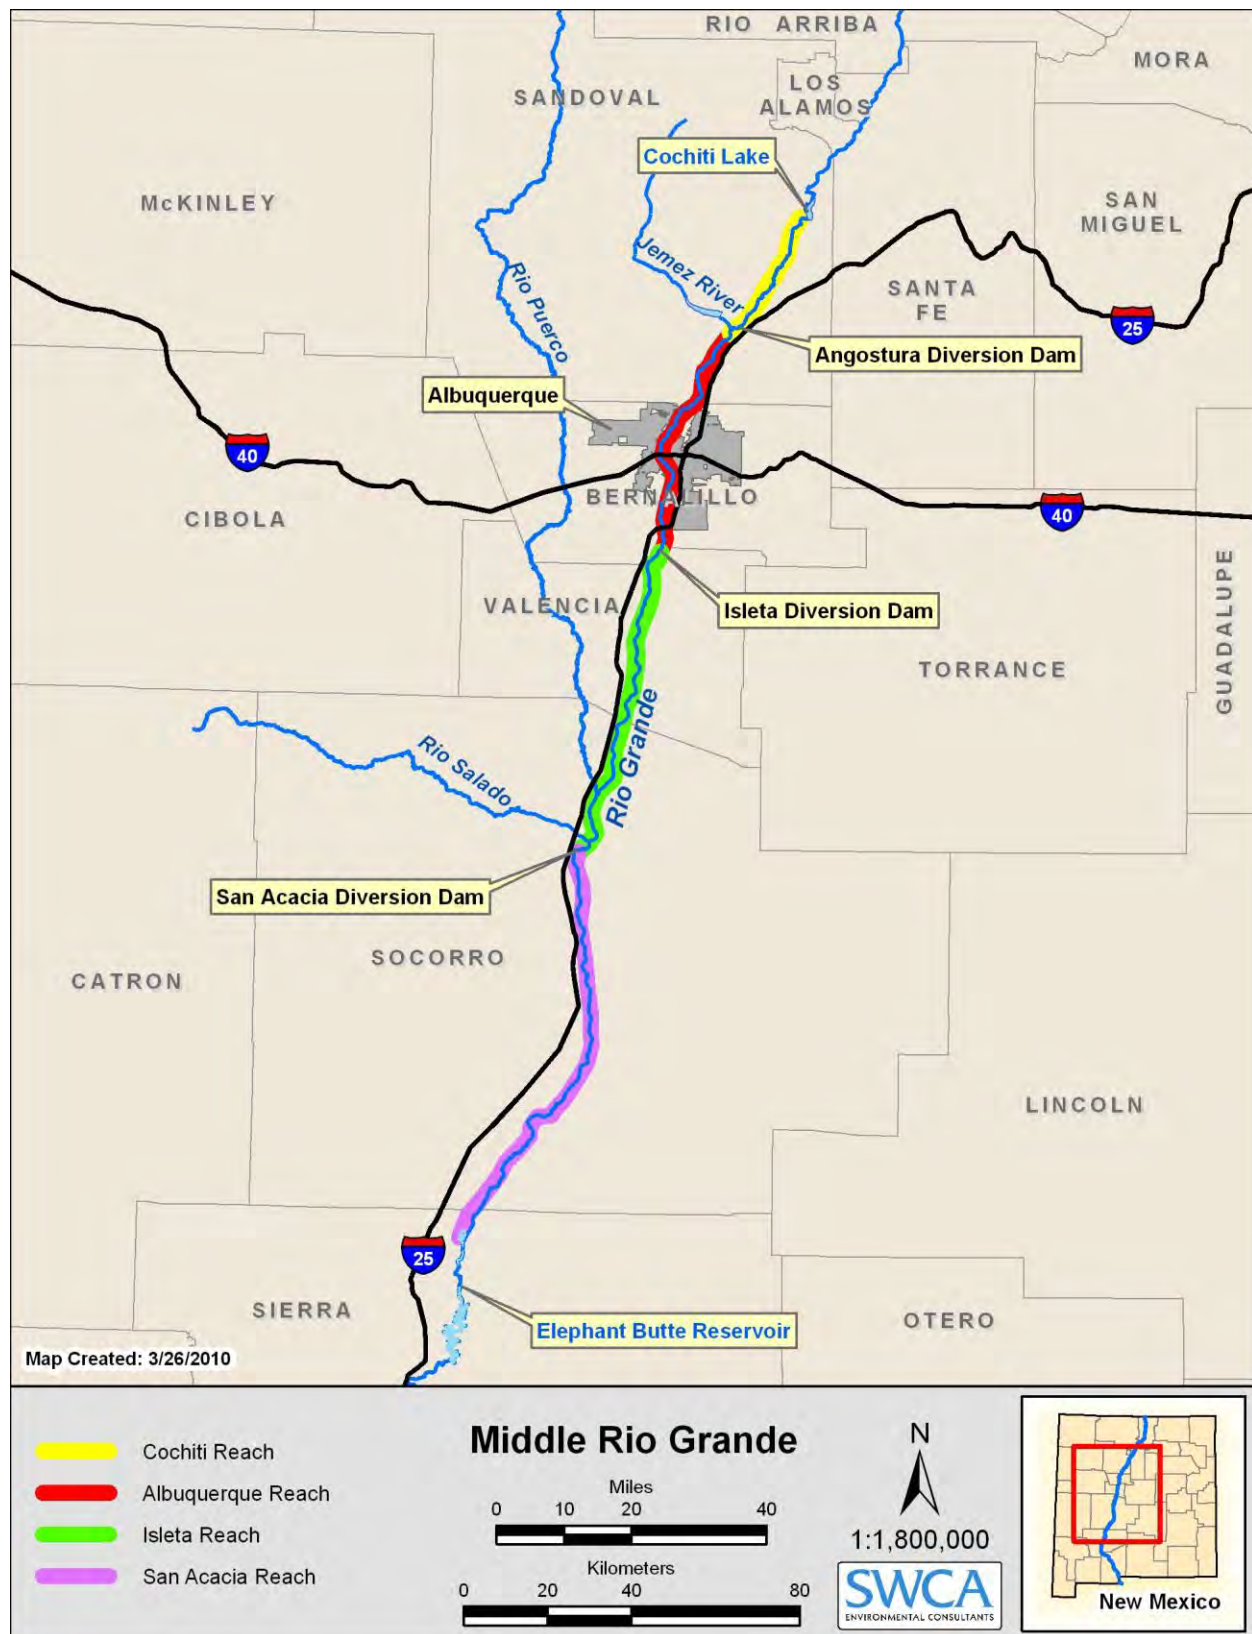 RIO ARRIBA
MORA
LOS
ALAMOS
SANDOVAL
Cochiti Lake
McKINLEY
SAN
MIGUEL
Jemez River
Rio Puerco
SANTA
FE
25
Angostura Diversion Dam
Albuquerque
40
BERNALILLO
40
CIBOLA
GUADALUPE
VALENCIA
Isleta Diversion Dam
TORRANCE
Rio Grande
Rio Salado
San Acacia Diversion Dam
SOCORRO
CATRON
LINCOLN
25
SIERRA
Elephant Butte Reservoir
OTERO
Map Created: 3/26/2010
Cochiti Reach
Albuquerque Reach
Isleta Reach
San Acacia Reach
Middle Rio Grande
Miles
0 10 20 40
Kilometers
0 20 40 80
N
1:1,800,000
SWCA
ENVIRONMENTAL CONSULTANTS
New Mexico